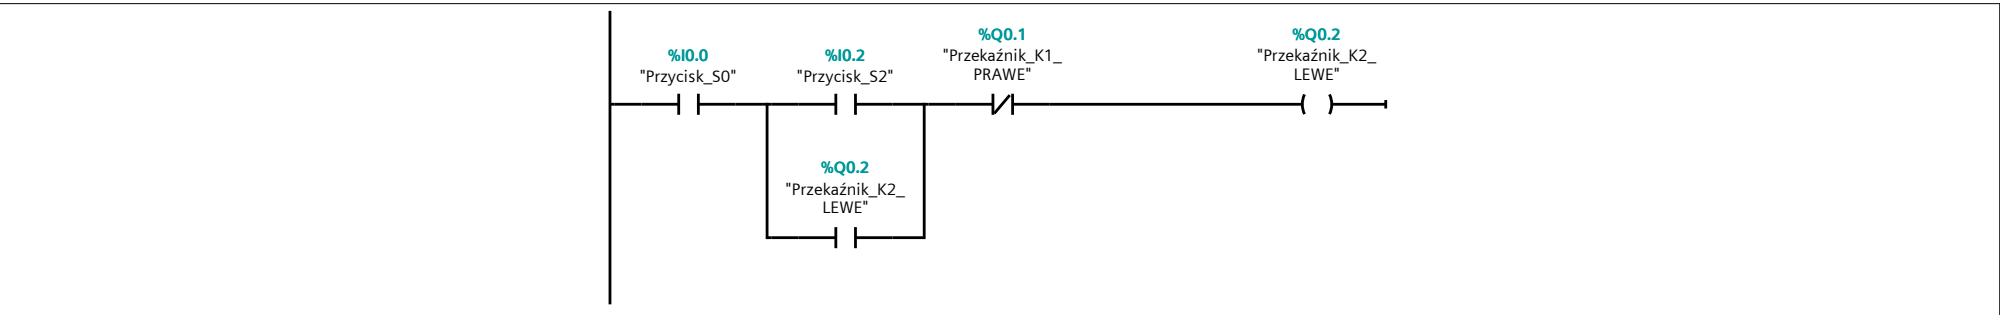 %I0.0
"Przycisk_S0"
%I0.2
"Przycisk_S2"
%Q0.1
"Przekaźnik_K1_
PRAWE"
%Q0.2
"Przekaźnik_K2_
LEWE"
%Q0.2
"Przekaźnik_K2_
LEWE"